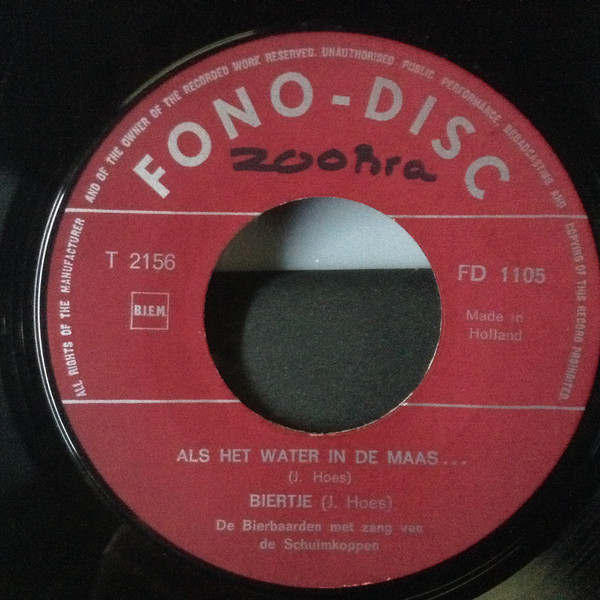 ALL RIGHTS OF THE MANUFACTURER AND OF THE OWNER OF THE RECORDED WORK RESERVED. UNAUTHORISED PUBLIC PERFORMANCE BROADCASTING AND COPYING OF THIS RECORD PROHIBITED.
FONO-DISC
T 2156
B.I.E.M.
FD 1105
Made in
Holland
ALS HET WATER IN DE MAAS...
(J. Hoes)
BIERTJE (J. Hoes)
De Bierbaarden met zang van
de Schuimkoppen